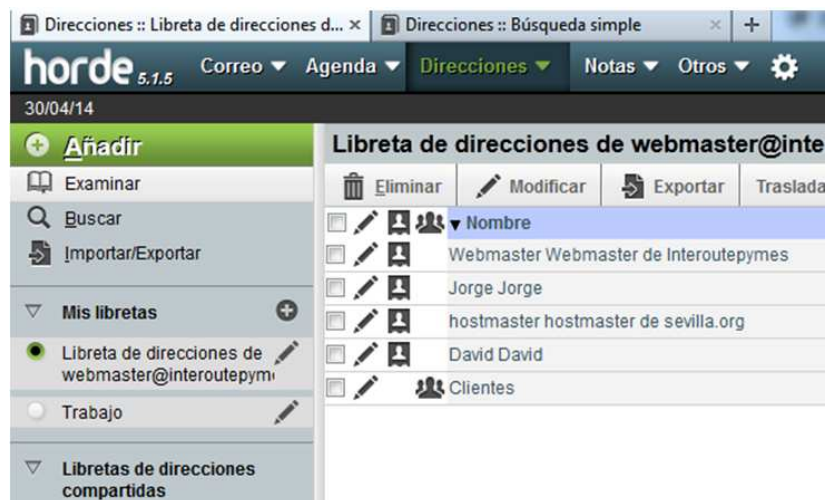 Direcciones :: Libreta de direcciones d... ×
Direcciones :: Búsqueda simple × +
horde 5.1.5 Correo Agenda Direcciones Notas Otros
30/04/14
Añadir
Examinar
Buscar
Importar/Exportar
Mis libretas
Libreta de direcciones de
webmaster@interoutepym
Trabajo
Libretas de direcciones
compartidas
Libreta de direcciones de webmaster@inte
Eliminar Modificar Exportar Traslada
Nombre
Webmaster Webmaster de Interoutepymes
Jorge Jorge
hostmaster hostmaster de sevilla.org
David David
Clientes